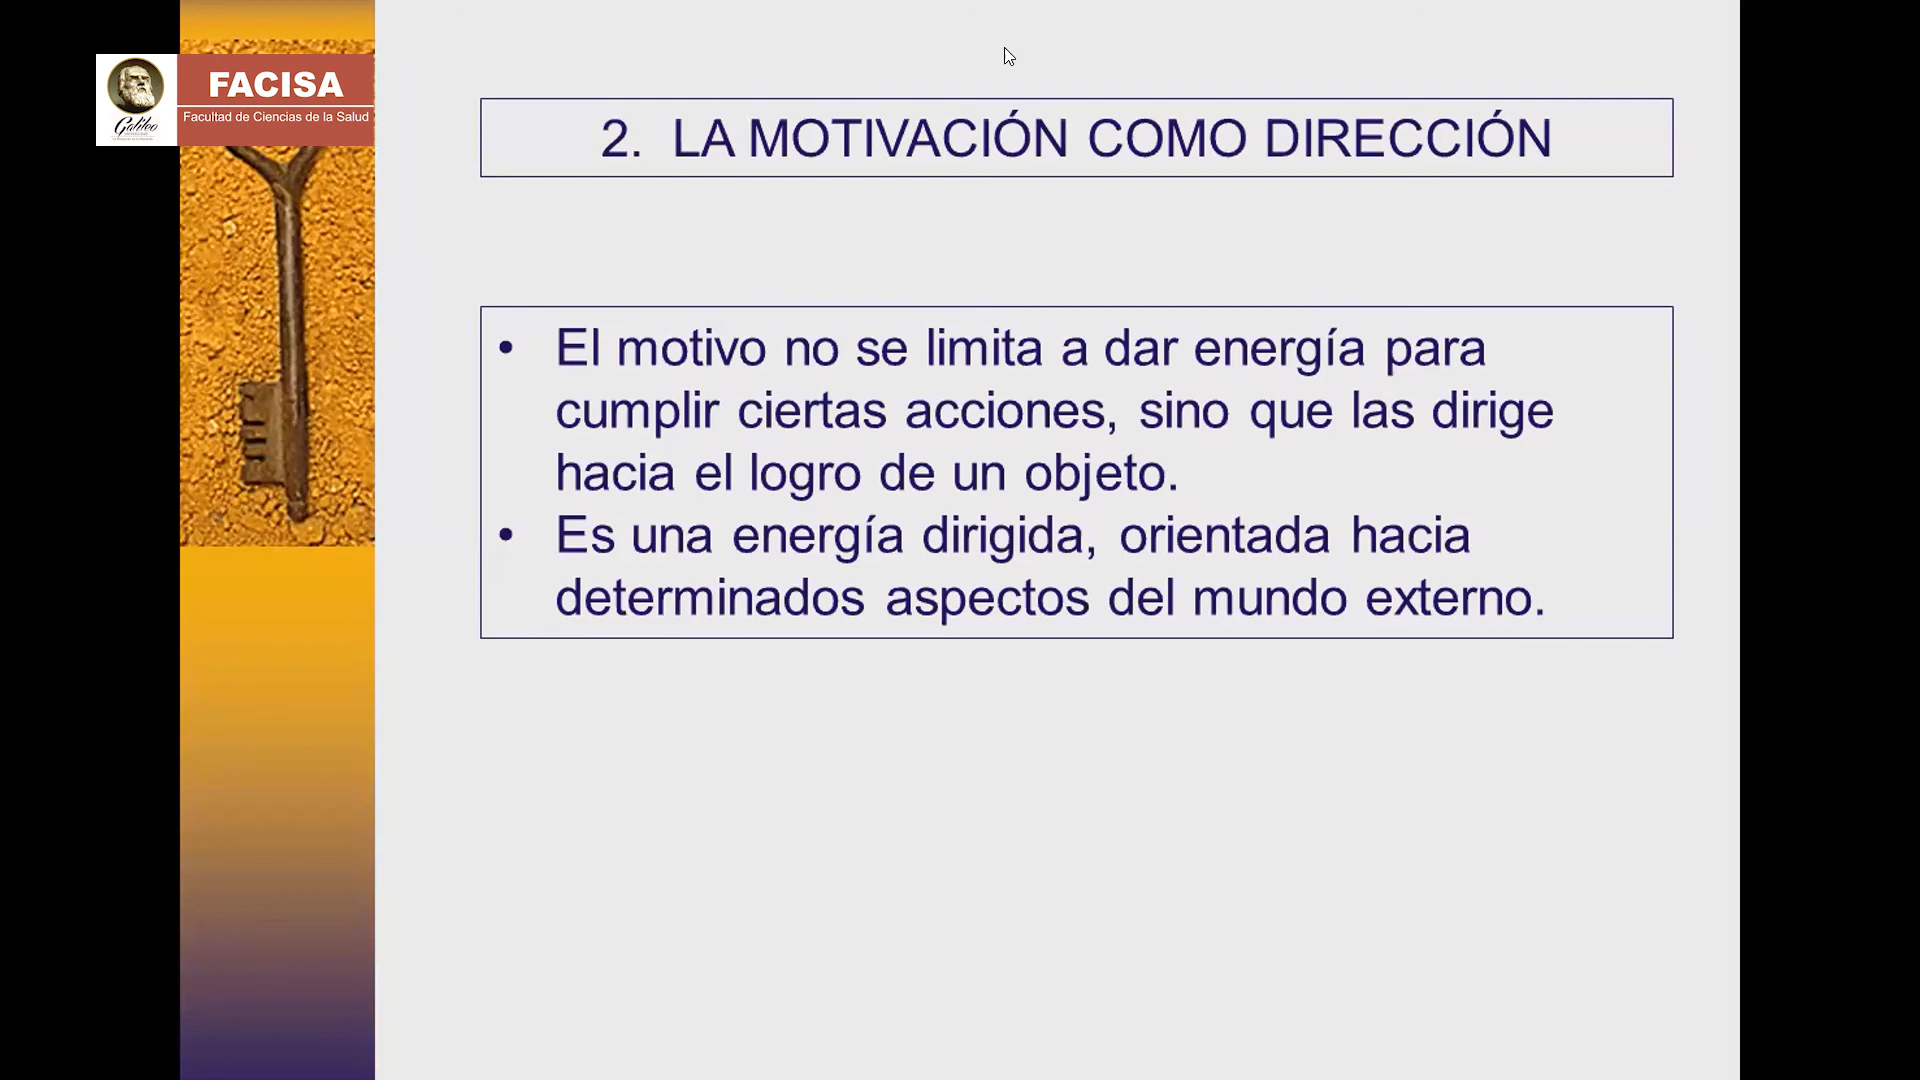 FACISA
Facultad de Ciencias de la Salud
Galileo
2. LA MOTIVACIÓN COMO DIRECCIÓN
• El motivo no se limita a dar energía para
cumplir ciertas acciones, sino que las dirige
hacia el logro de un objeto.
• Es una energía dirigida, orientada hacia
determinados aspectos del mundo externo.